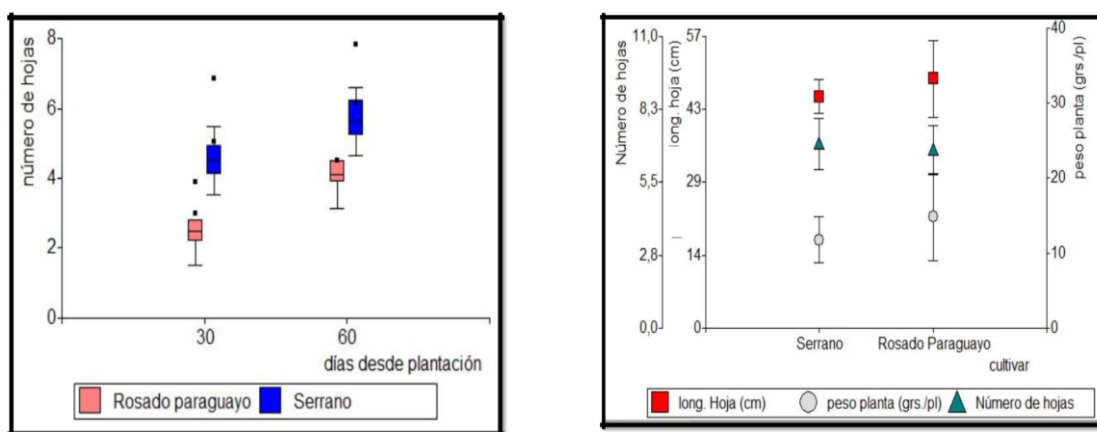 número de hojas
8
6
4
2
0
30
60
días desde plantación
Rosado paraguayo
Serrano
Número de hojas
11,0
8,3
5,5
2,8
0,0
long. hoja (cm)
57
43
29
14
0
peso planta (grs./pl)
40
30
20
10
0
Serrano
Rosado Paraguayo
cultivar
long. Hoja (cm)
peso planta (grs./pl)
Número de hojas